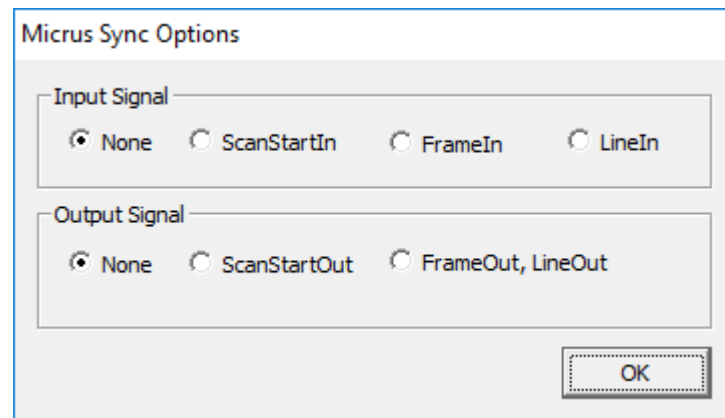 Micrus Sync Options
Input Signal
None ScanStartIn FrameIn LineIn
Output Signal
None ScanStartOut FrameOut, LineOut
OK